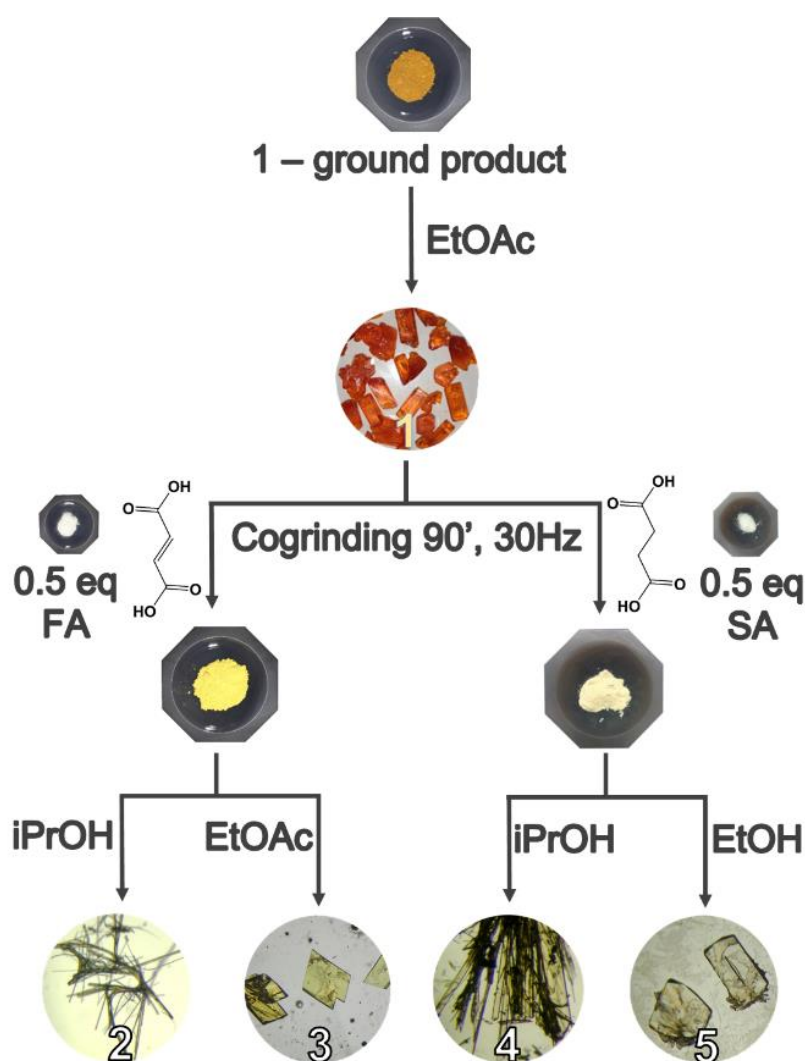 1 – ground product
EtOAc
1
OH
O
O
HO
0.5 eq
FA
Cogrinding 90’, 30Hz
OH
O
O
HO
0.5 eq
SA
iPrOH
EtOAc
iPrOH
EtOH
2
3
4
5